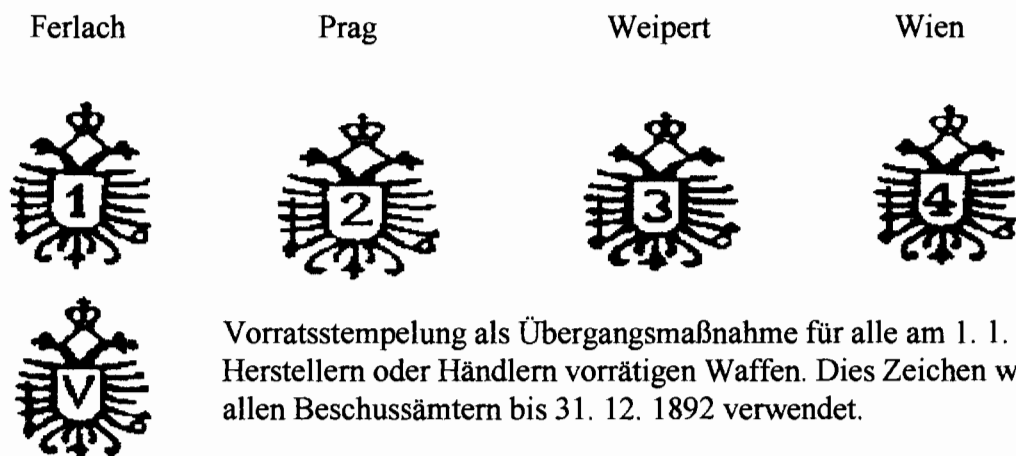 Ferlach Prag Weipert Wien
1 2 3 4
V
Vorratsstempelung als Übergangsmaßnahme für alle am 1. 1.
Herstellern oder Händlern vorrätigen Waffen. Dies Zeichen
allen Beschussämtern bis 31. 12. 1892 verwendet.